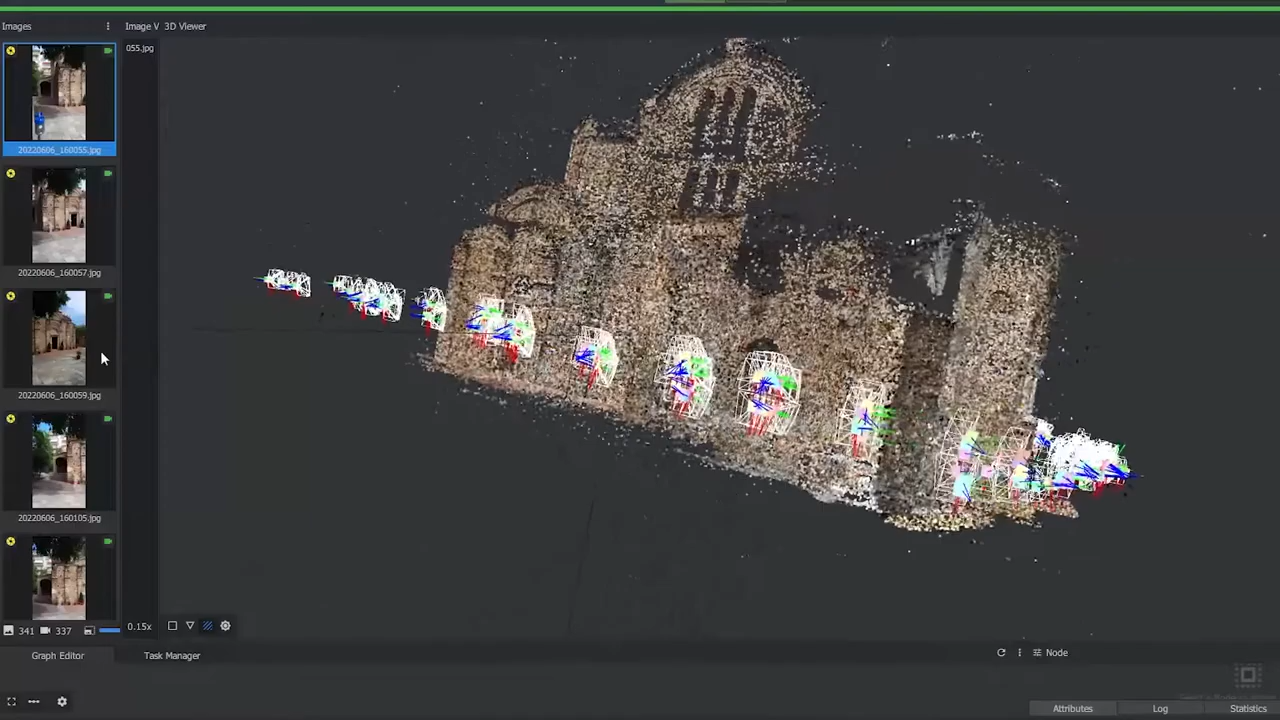 Images
Image V 3D Viewer
055.jpg
20220606_160055.jpg
20220606_160057.jpg
20220606_160059.jpg
20220606_160105.jpg
341 337
0.15x
Graph Editor
Task Manager
Node
Attributes
Log
Statistics